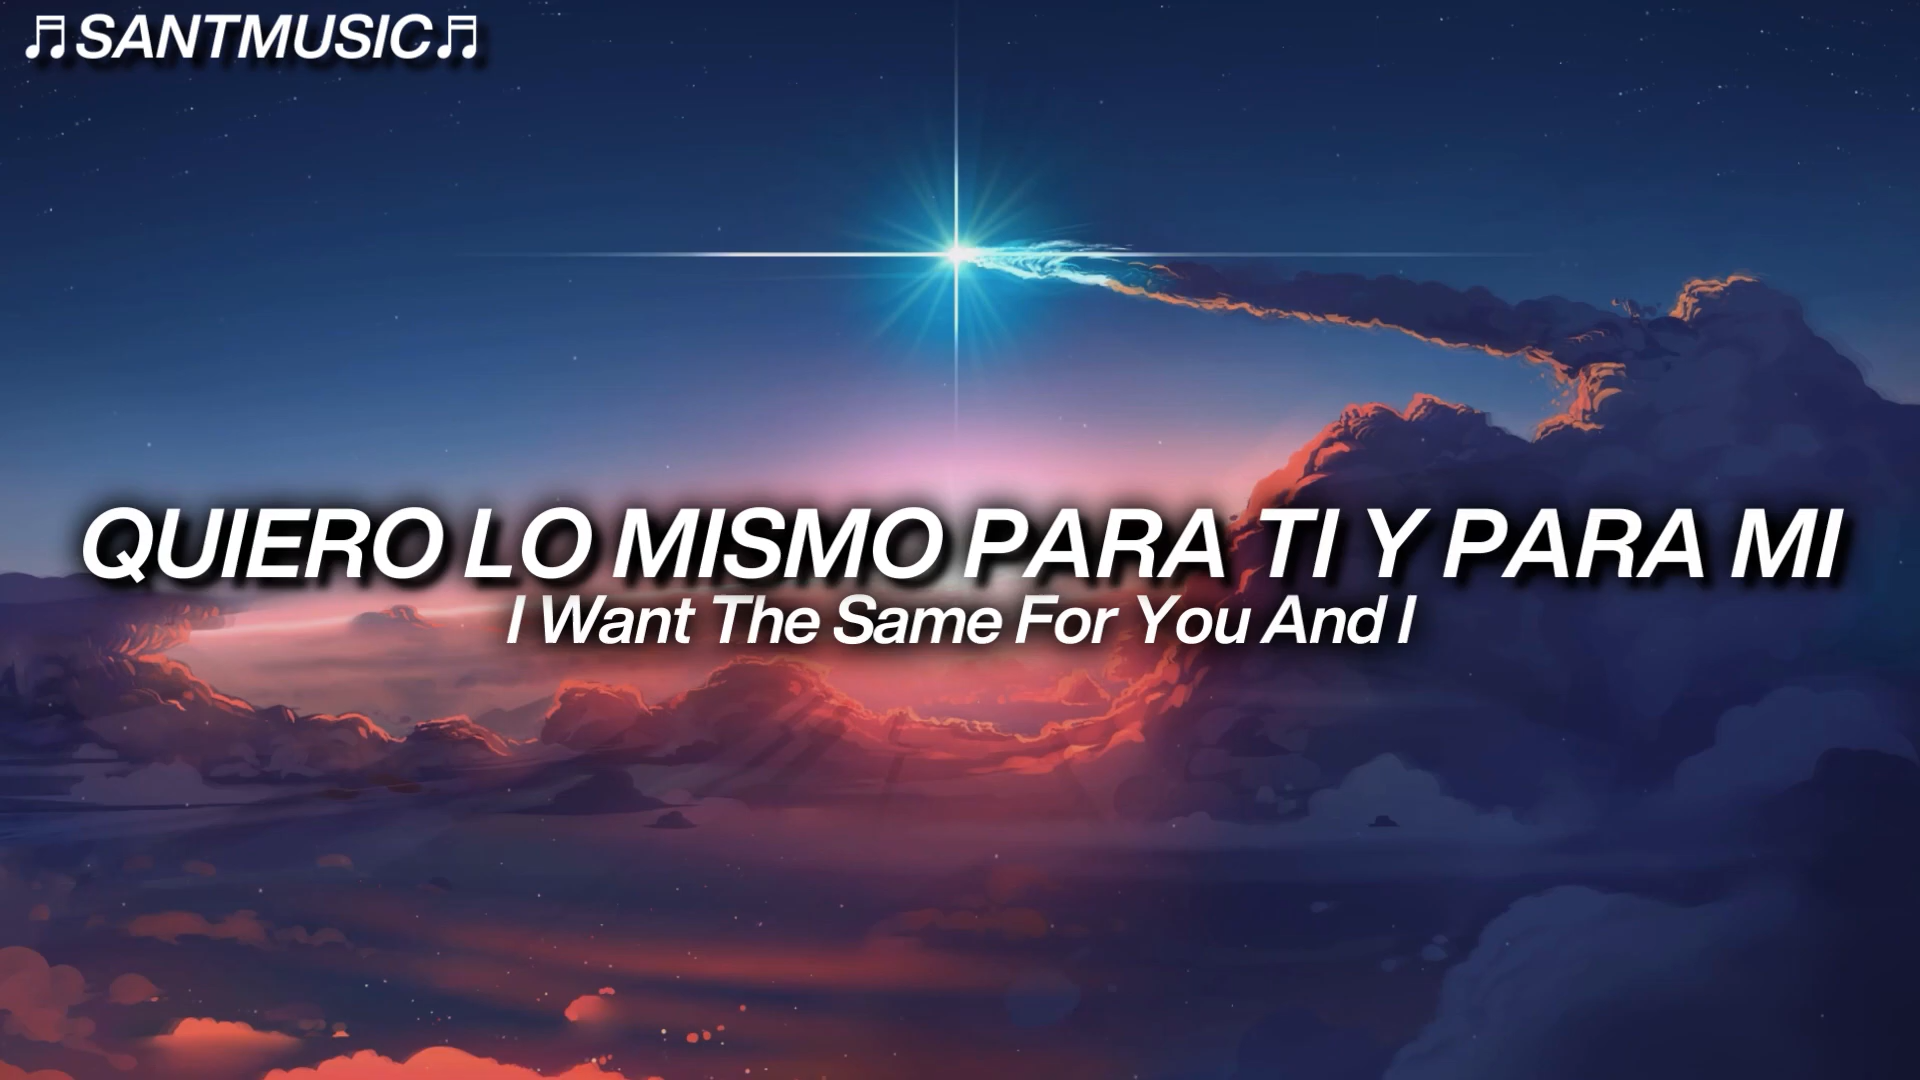 ♬SANTMUSIC♬
QUIERO LO MISMO PARA TI Y PARA MI
I Want The Same For You And I